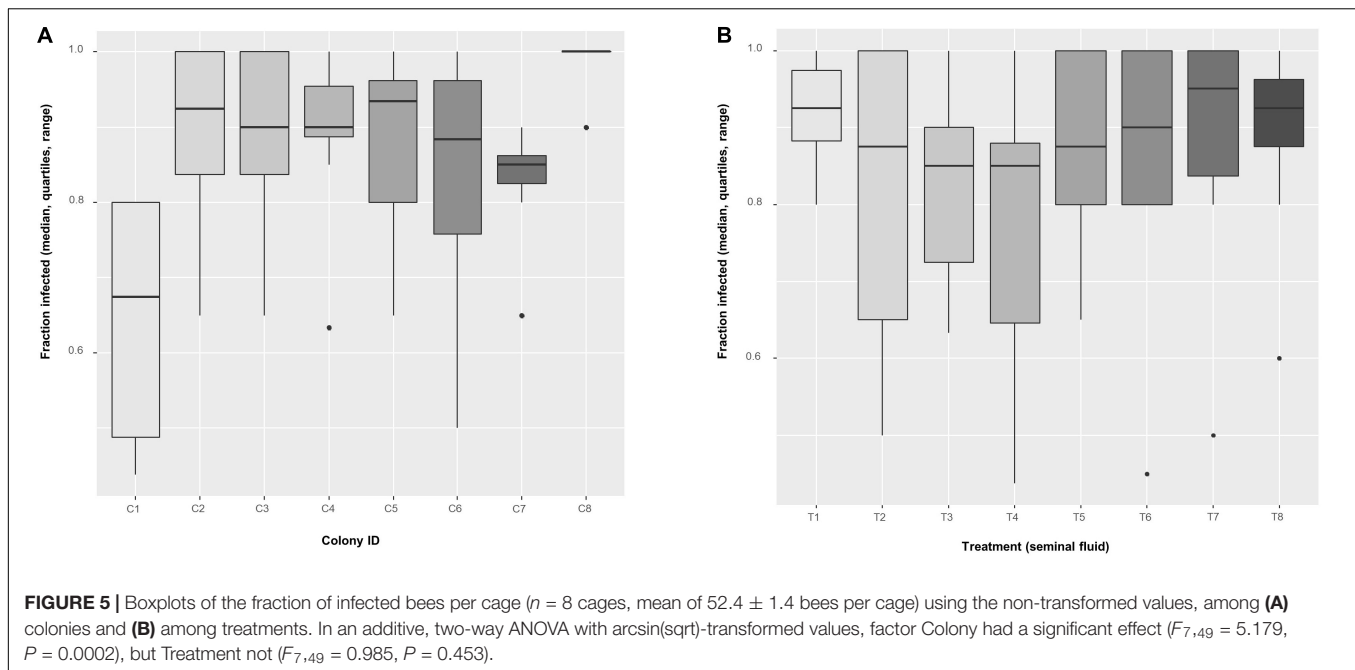 A
Fraction infected (median, quartiles, range)
1.0
0.8
0.6
C1 C2 C3 C4 C5 C6 C7 C8
Colony ID
B
Fraction infected (median, quartiles, range)
1.0
0.8
0.6
T1 T2 T3 T4 T5 T6 T7 T8
Treatment (seminal fluid)
FIGURE 5 | Boxplots of the fraction of infected bees per cage (n = 8 cages, mean of 52.4 ± 1.4 bees per cage) using the non-transformed values, among (A)
colonies and (B) among treatments. In an additive, two-way ANOVA with arcsin(sqrt)-transformed values, factor Colony had a significant effect (F7,49 = 5.179,
P = 0.0002), but Treatment not (F7,49 = 0.985, P = 0.453).